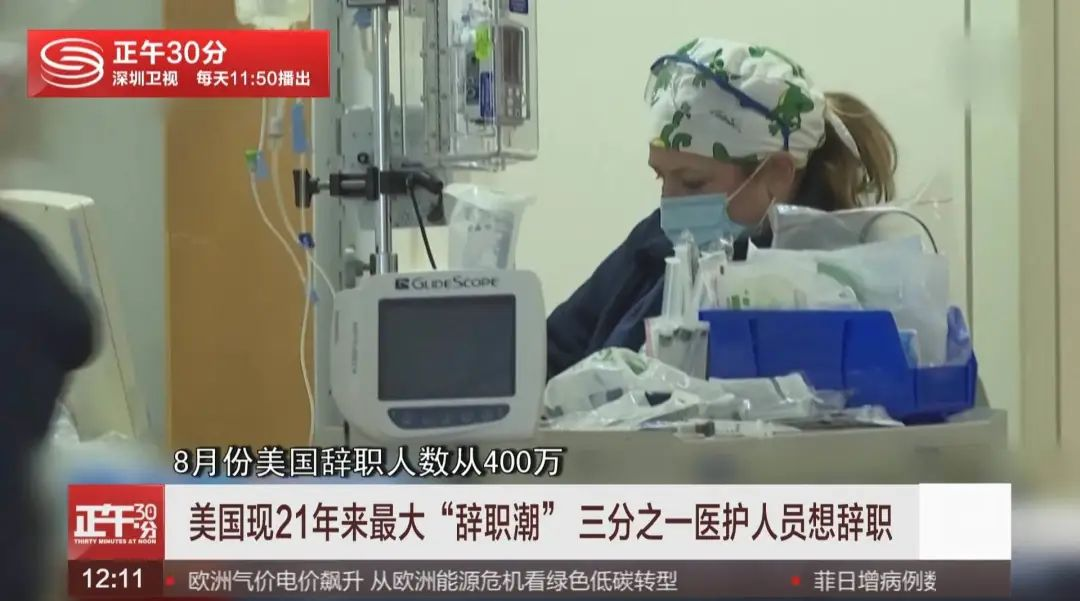 正午30分
深圳卫视 每天11:50播出
GLIDESCOPE
8月份美国辞职人数从400万
正午30分
THIRTY MINUTES AT NOON
美国现21年来最大“辞职潮” 三分之一医护人员想辞职
12:11
• 欧洲气价电价飙升 从欧洲能源危机看绿色低碳转型 • 菲日增病例数